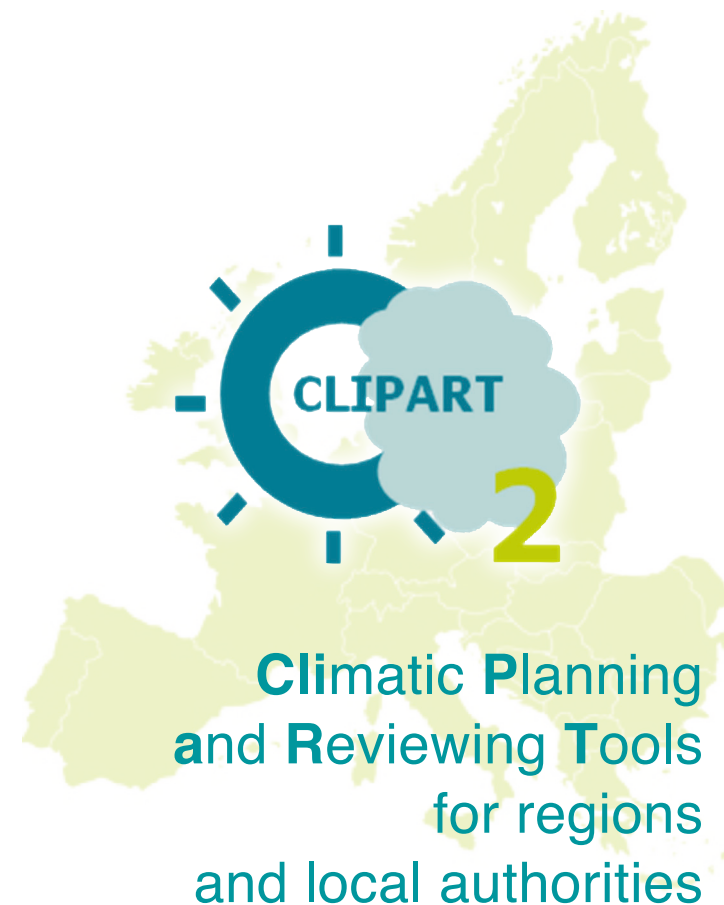 CLIPART
2
Climatic Planning
and Reviewing Tools
for regions
and local authorities